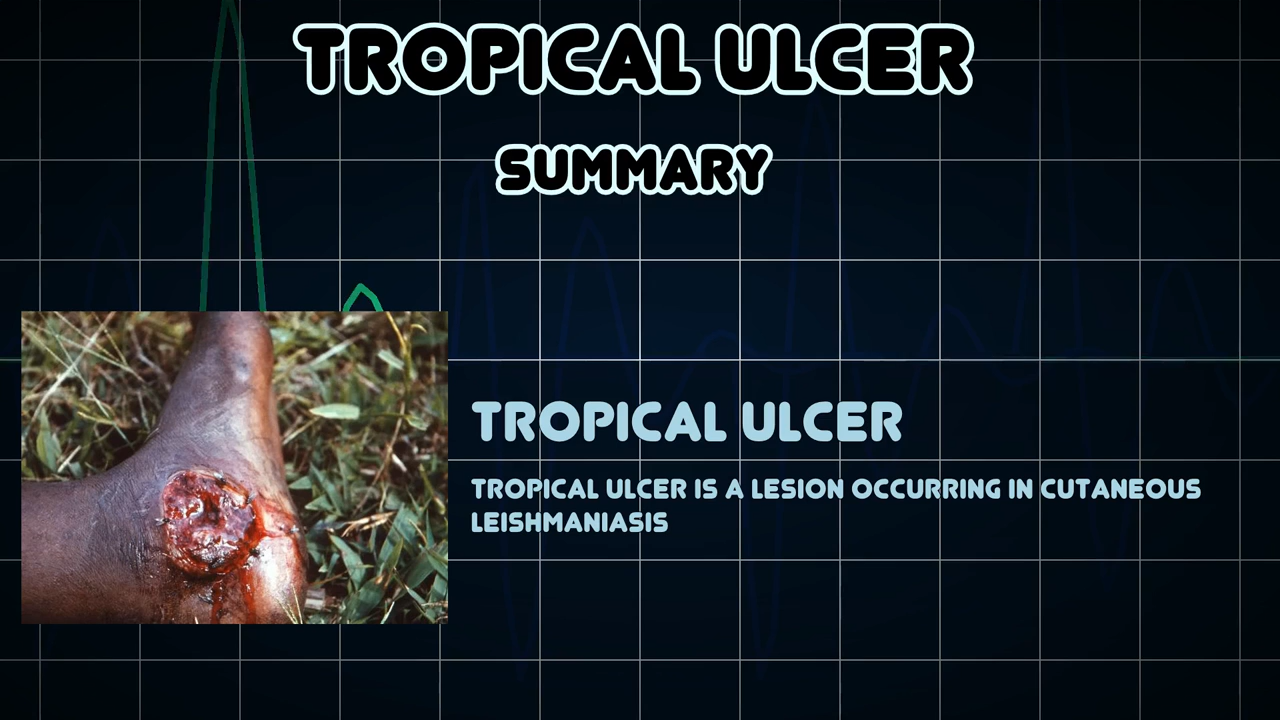 TROPICAL ULCER
SUMMARY
TROPICAL ULCER
TROPICAL ULCER IS A LESION OCCURRING IN CUTANEOUS
LEISHMANIASIS